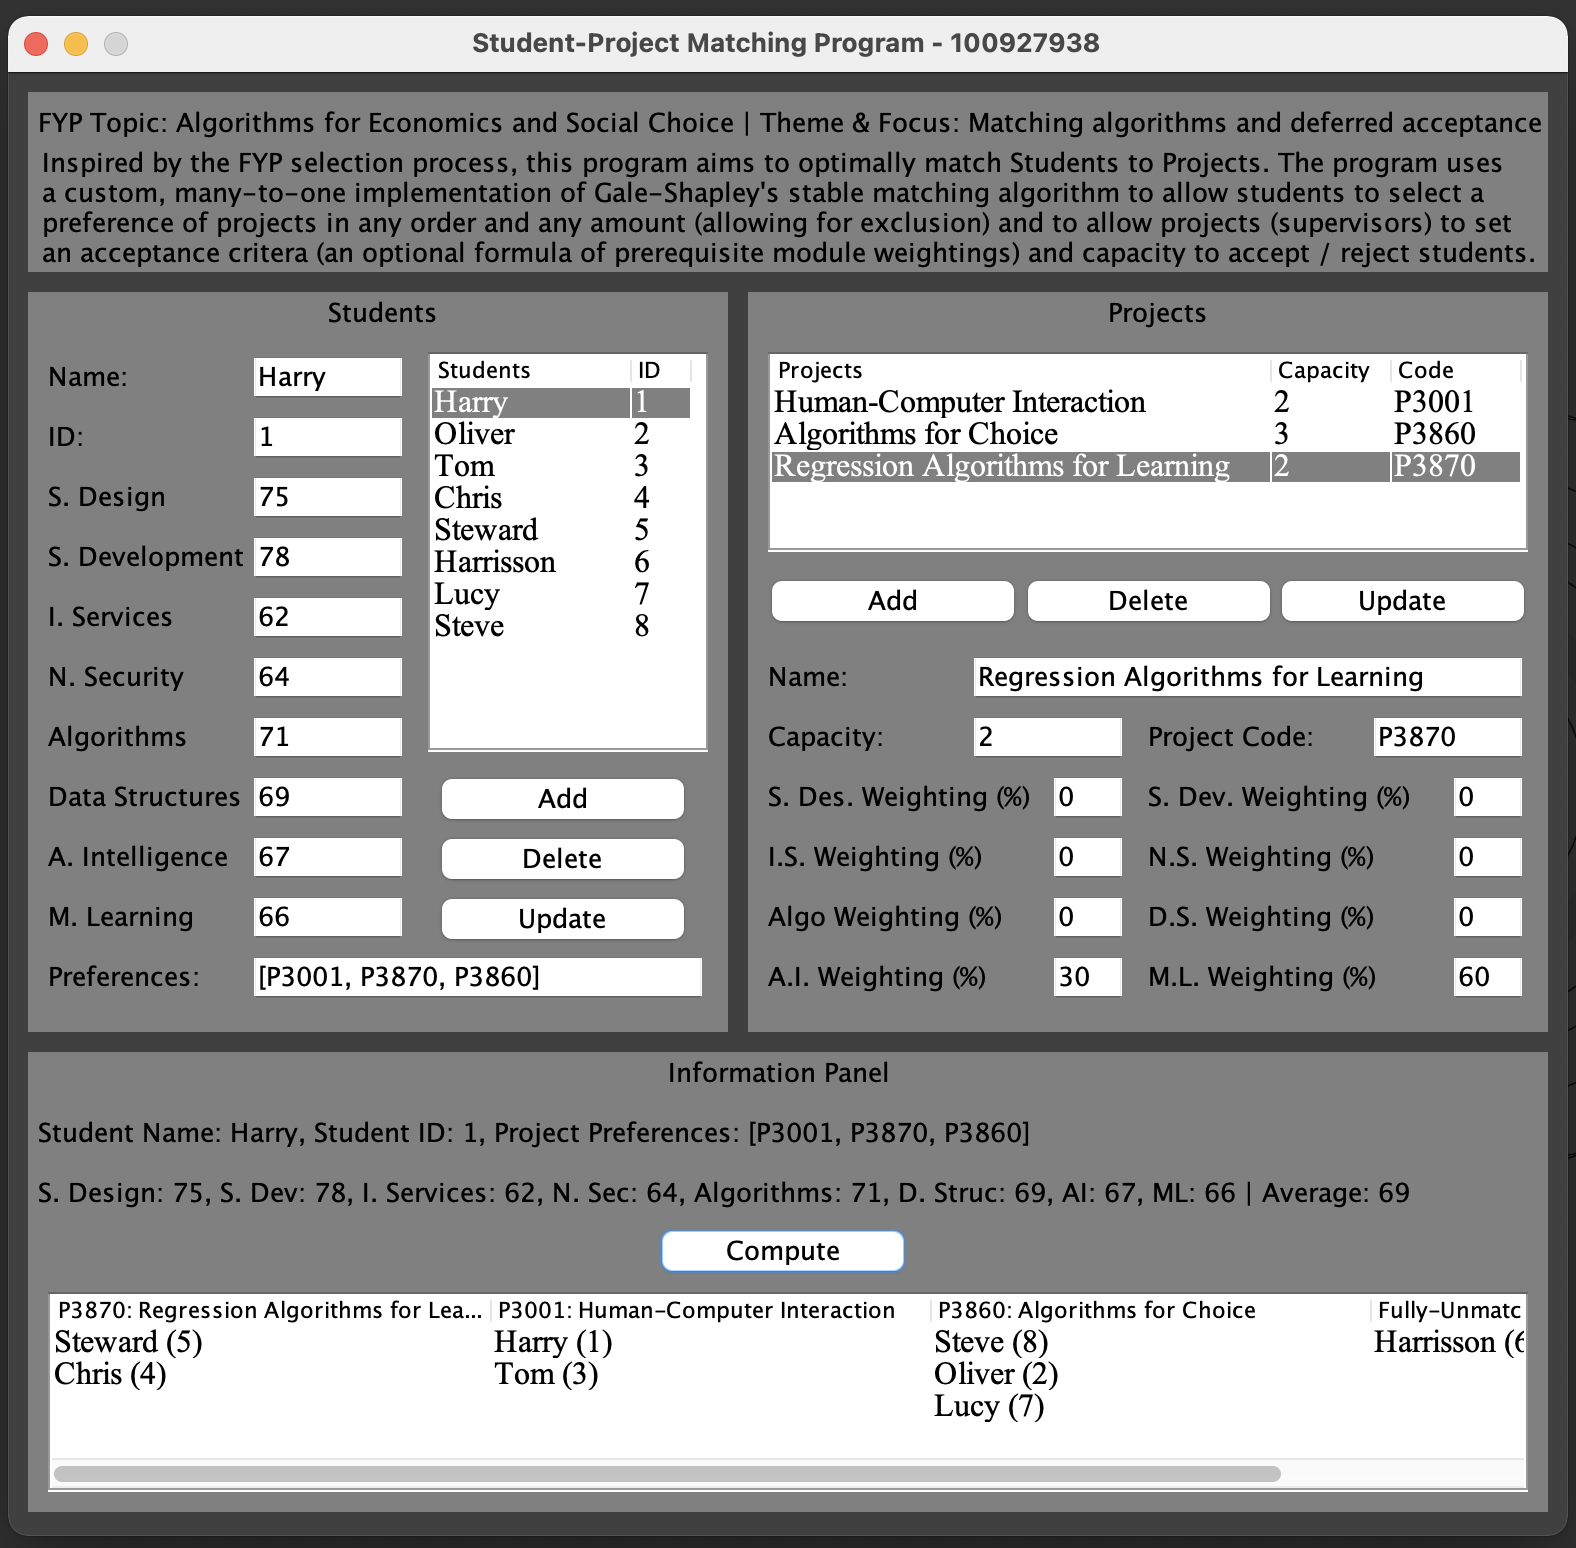 Student-Project Matching Program - 100927938
FYP Topic: Algorithms for Economics and Social Choice | Theme & Focus: Matching algorithms and deferred acceptance
Inspired by the FYP selection process, this program aims to optimally match Students to Projects. The program uses
a custom, many-to-one implementation of Gale-Shapley's stable matching algorithm to allow students to select a
preference of projects in any order and any amount (allowing for exclusion) and to allow projects (supervisors) to set
an acceptance critera (an optional formula of prerequisite module weightings) and capacity to accept / reject students.
Students
Name: Harry
ID: 1
S. Design 75
S. Development 78
I. Services 62
N. Security 64
Algorithms 71
Data Structures 69
A. Intelligence 67
M. Learning 66
Preferences: [P3001, P3870, P3860]
Students ID
Harry 1
Oliver 2
Tom 3
Chris 4
Steward 5
Harrisson 6
Lucy 7
Steve 8
Add
Delete
Update
Projects
Projects Capacity Code
Human-Computer Interaction 2 P3001
Algorithms for Choice 3 P3860
Regression Algorithms for Learning 2 P3870
Add Delete Update
Name: Regression Algorithms for Learning
Capacity: 2 Project Code: P3870
S. Des. Weighting (%) 0 S. Dev. Weighting (%) 0
I.S. Weighting (%) 0 N.S. Weighting (%) 0
Algo Weighting (%) 0 D.S. Weighting (%) 0
A.I. Weighting (%) 30 M.L. Weighting (%) 60
Information Panel
Student Name: Harry, Student ID: 1, Project Preferences: [P3001, P3870, P3860]
S. Design: 75, S. Dev: 78, I. Services: 62, N. Sec: 64, Algorithms: 71, D. Struc: 69, AI: 67, ML: 66 | Average: 69
Compute
P3870: Regression Algorithms for Lea... P3001: Human-Computer Interaction P3860: Algorithms for Choice Fully-Unmatc
Steward (5) Harry (1) Steve (8) Harrisson (6
Chris (4) Tom (3) Oliver (2)
Lucy (7)